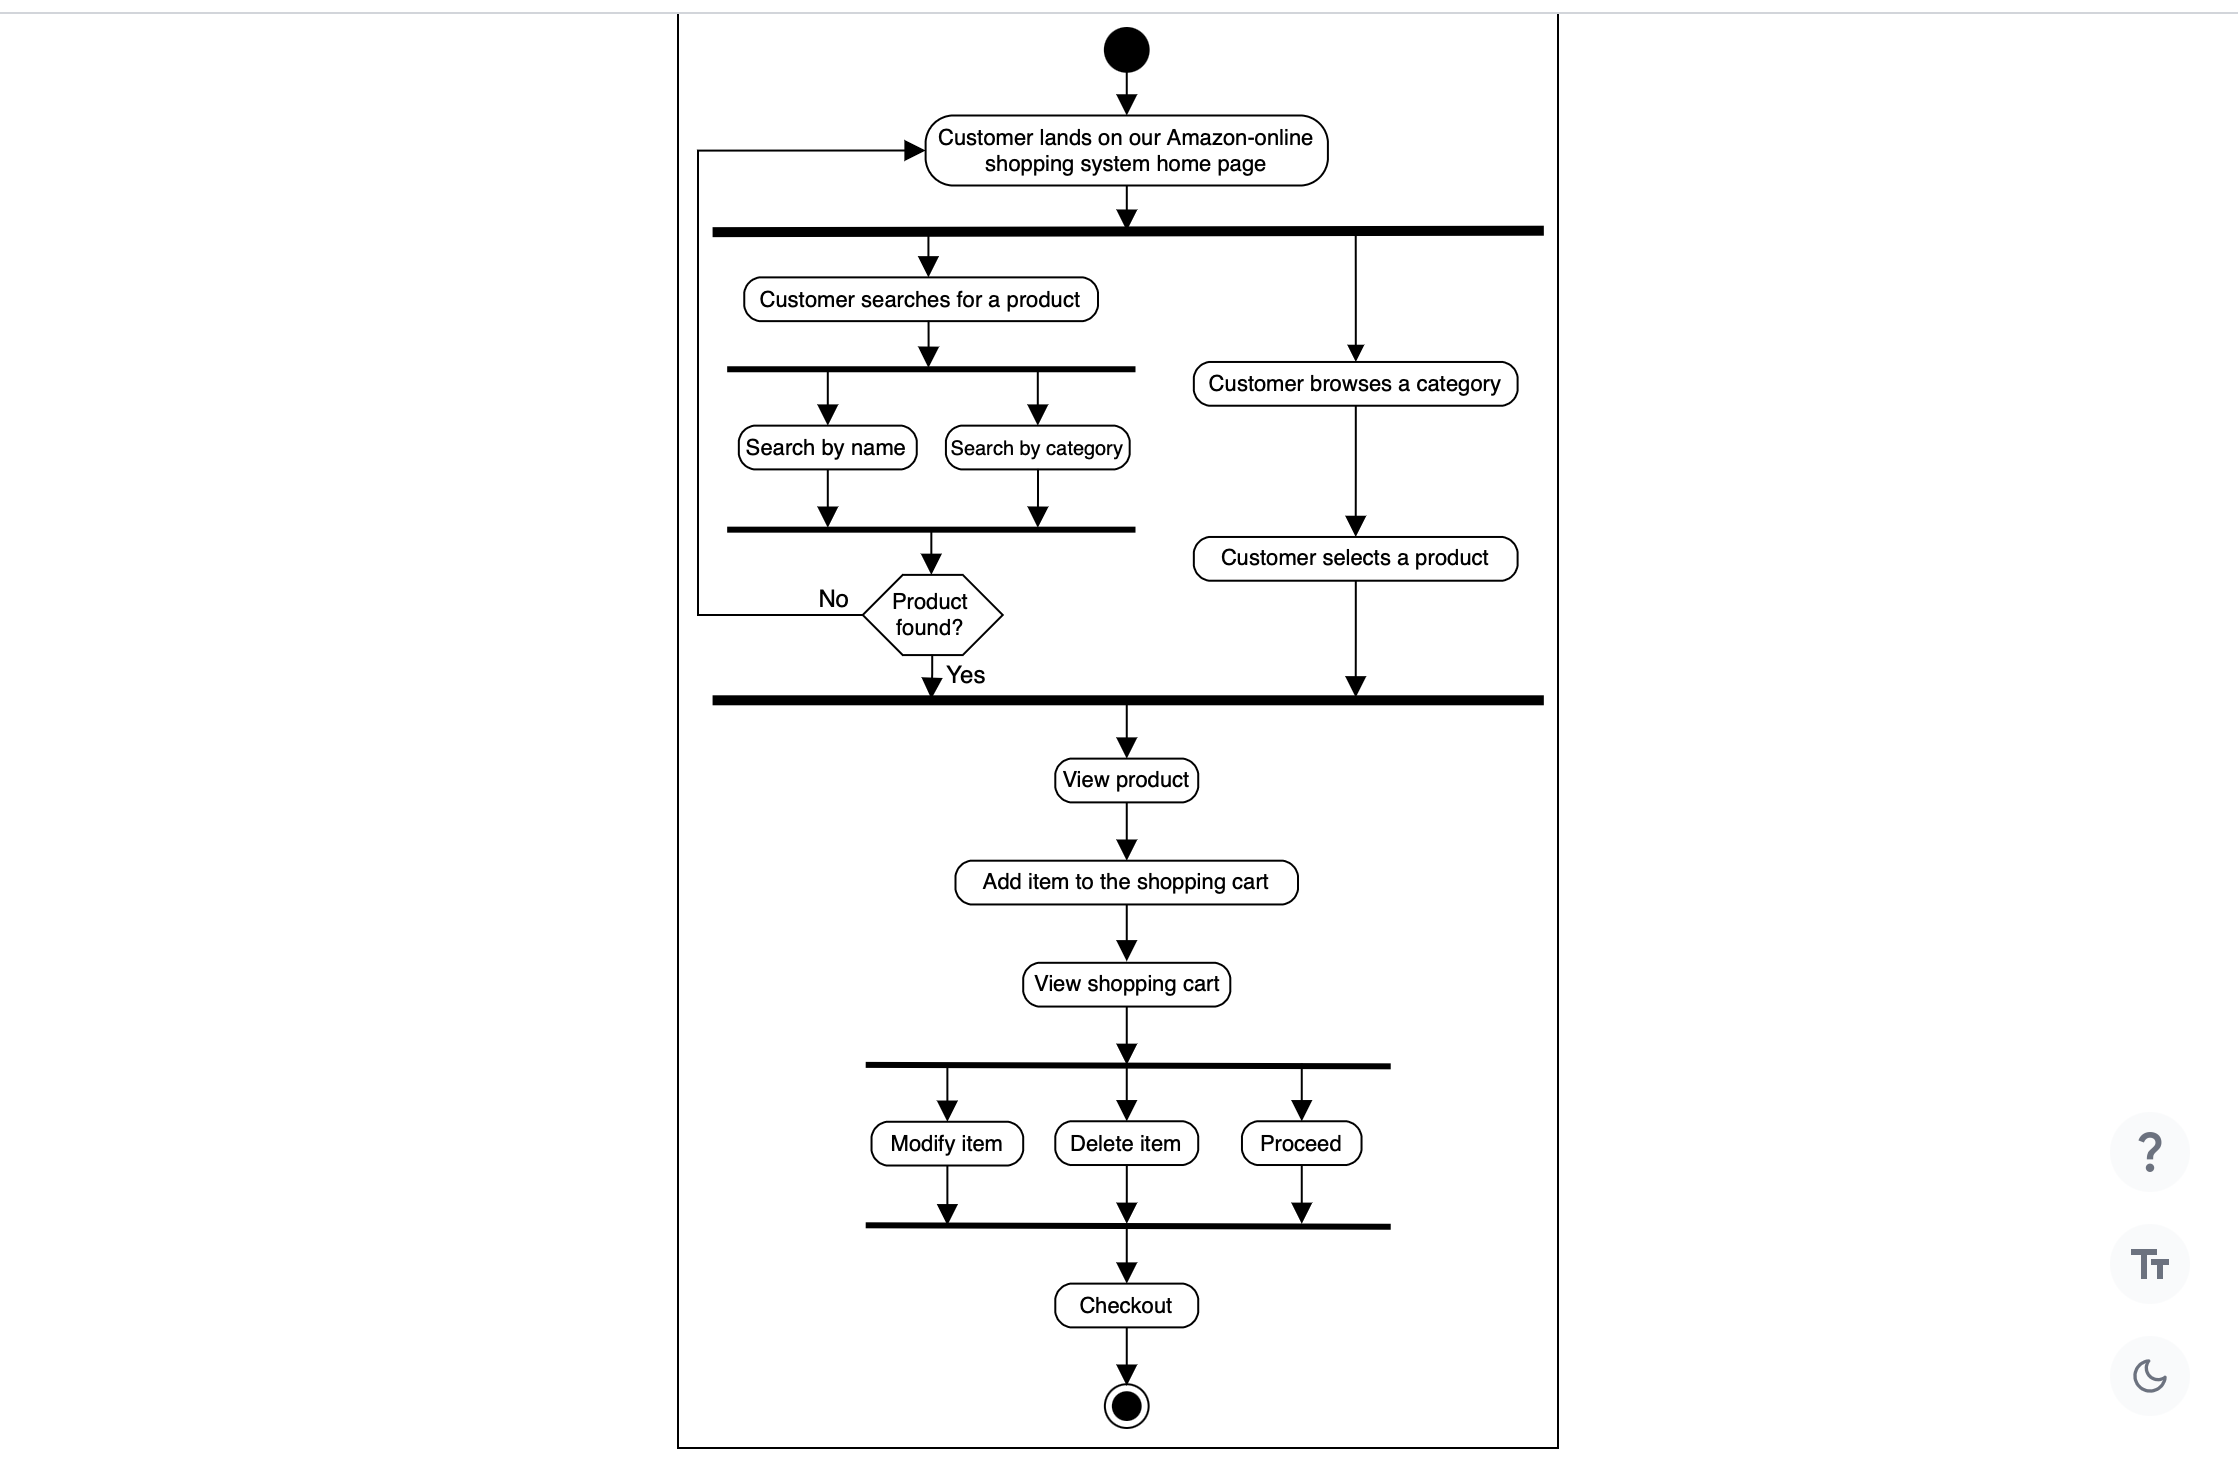 Customer lands on our Amazon-online
shopping system home page
Customer searches for a product
Customer browses a category
Search by name
Search by category
Customer selects a product
No
Product
found?
Yes
View product
Add item to the shopping cart
View shopping cart
Modify item
Delete item
Proceed
Checkout
?
TT